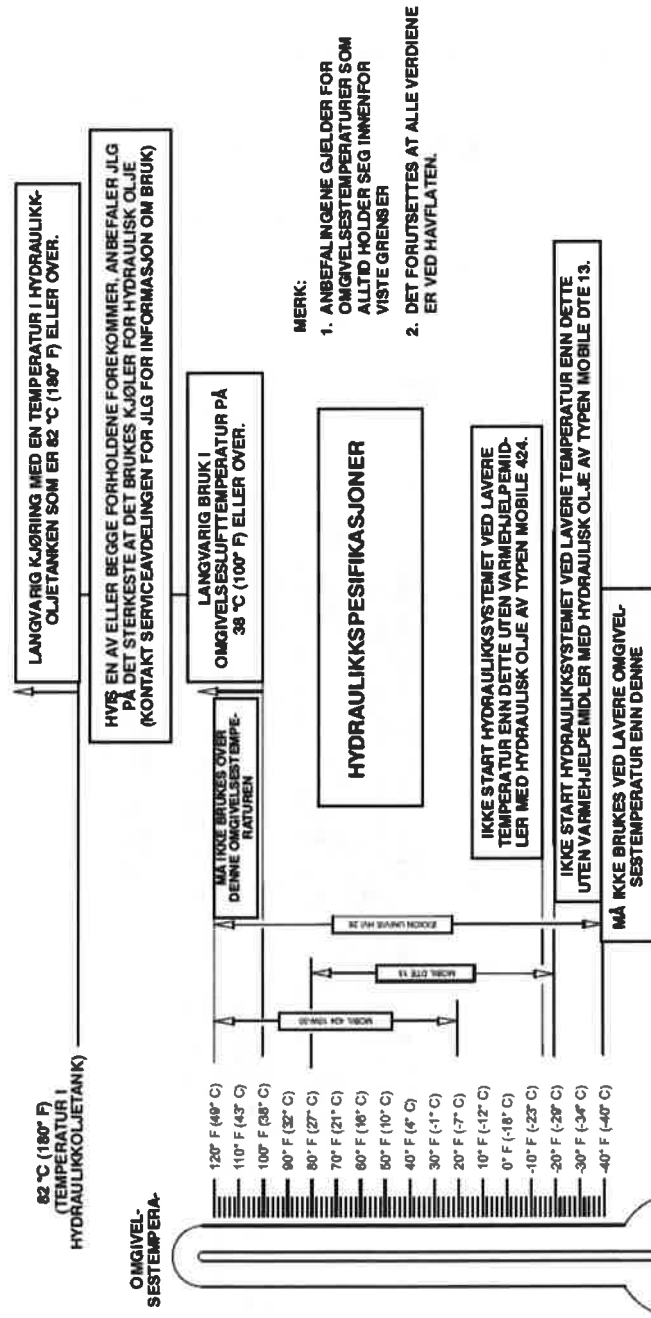 82 °C (180° F)
(TEMPERATUR I
HYDRAULIKKOLJETANK)
LANGVARIG KJØRING MED EN TEMPERATUR I HYDRAULIKK-
OLJETANKEN SOM ER 82 °C (180° F) ELLER OVER.
HVIS EN AV ELLER BEGGE FORHOLDENE FOREKOMMER, ANBEFALER JLG
PÅ DET STERKESTE AT DET BRUKES KJØLER FOR HYDRAULISK OLJE
(KONTAKT SERVICEAVDELINGEN FOR JLG FOR INFORMASJON OM BRUK)
OMGIVEL-
SESTEMPERA-
120° F (49° C)
110° F (43° C)
100° F (38° C)
90° F (32° C)
80° F (27° C)
70° F (21° C)
60° F (16° C)
50° F (10° C)
40° F (4° C)
30° F (-1° C)
20° F (-7° C)
10° F (-12° C)
0° F (-18° C)
-10° F (-23° C)
-20° F (-29° C)
-30° F (-34° C)
-40° F (-40° C)
MOBIL 424 10W-30
MOBIL DTE 13
EXXON UNIVIS HVI 26
MÅ IKKE BRUKES OVER
DENNE OMGIVELSESTEMPE-
RATUREN
LANGVARIG BRUK I
OMGIVELSESLUFTTEMPERATUR PÅ
38 °C (100° F) ELLER OVER.
HYDRAULIKKSPESIFIKASJONER
MERK:
1. ANBEFALINGENE GJELDER FOR
OMGIVELSESTEMPERATURER SOM
ALLTID HOLDER SEG INNENFOR
VISTE GRENSER
2. DET FORUTSETTES AT ALLE VERDIENE
ER VED HAVFLATEN.
IKKE START HYDRAULIKKSYSTEMET VED LAVERE
TEMPERATUR ENN DETTE UTEN VARMEHJELPEMID-
LER MED HYDRAULISK OLJE AV TYPEN MOBILE 424.
IKKE START HYDRAULIKKSYSTEMET VED LAVERE TEMPERATUR ENN DETTE
UTEN VARMEHJELPEMIDLER MED HYDRAULISK OLJE AV TYPEN MOBILE DTE 13.
MÅ IKKE BRUKES VED LAVERE OMGIVEL-
SESTEMPERATUR ENN DENNE